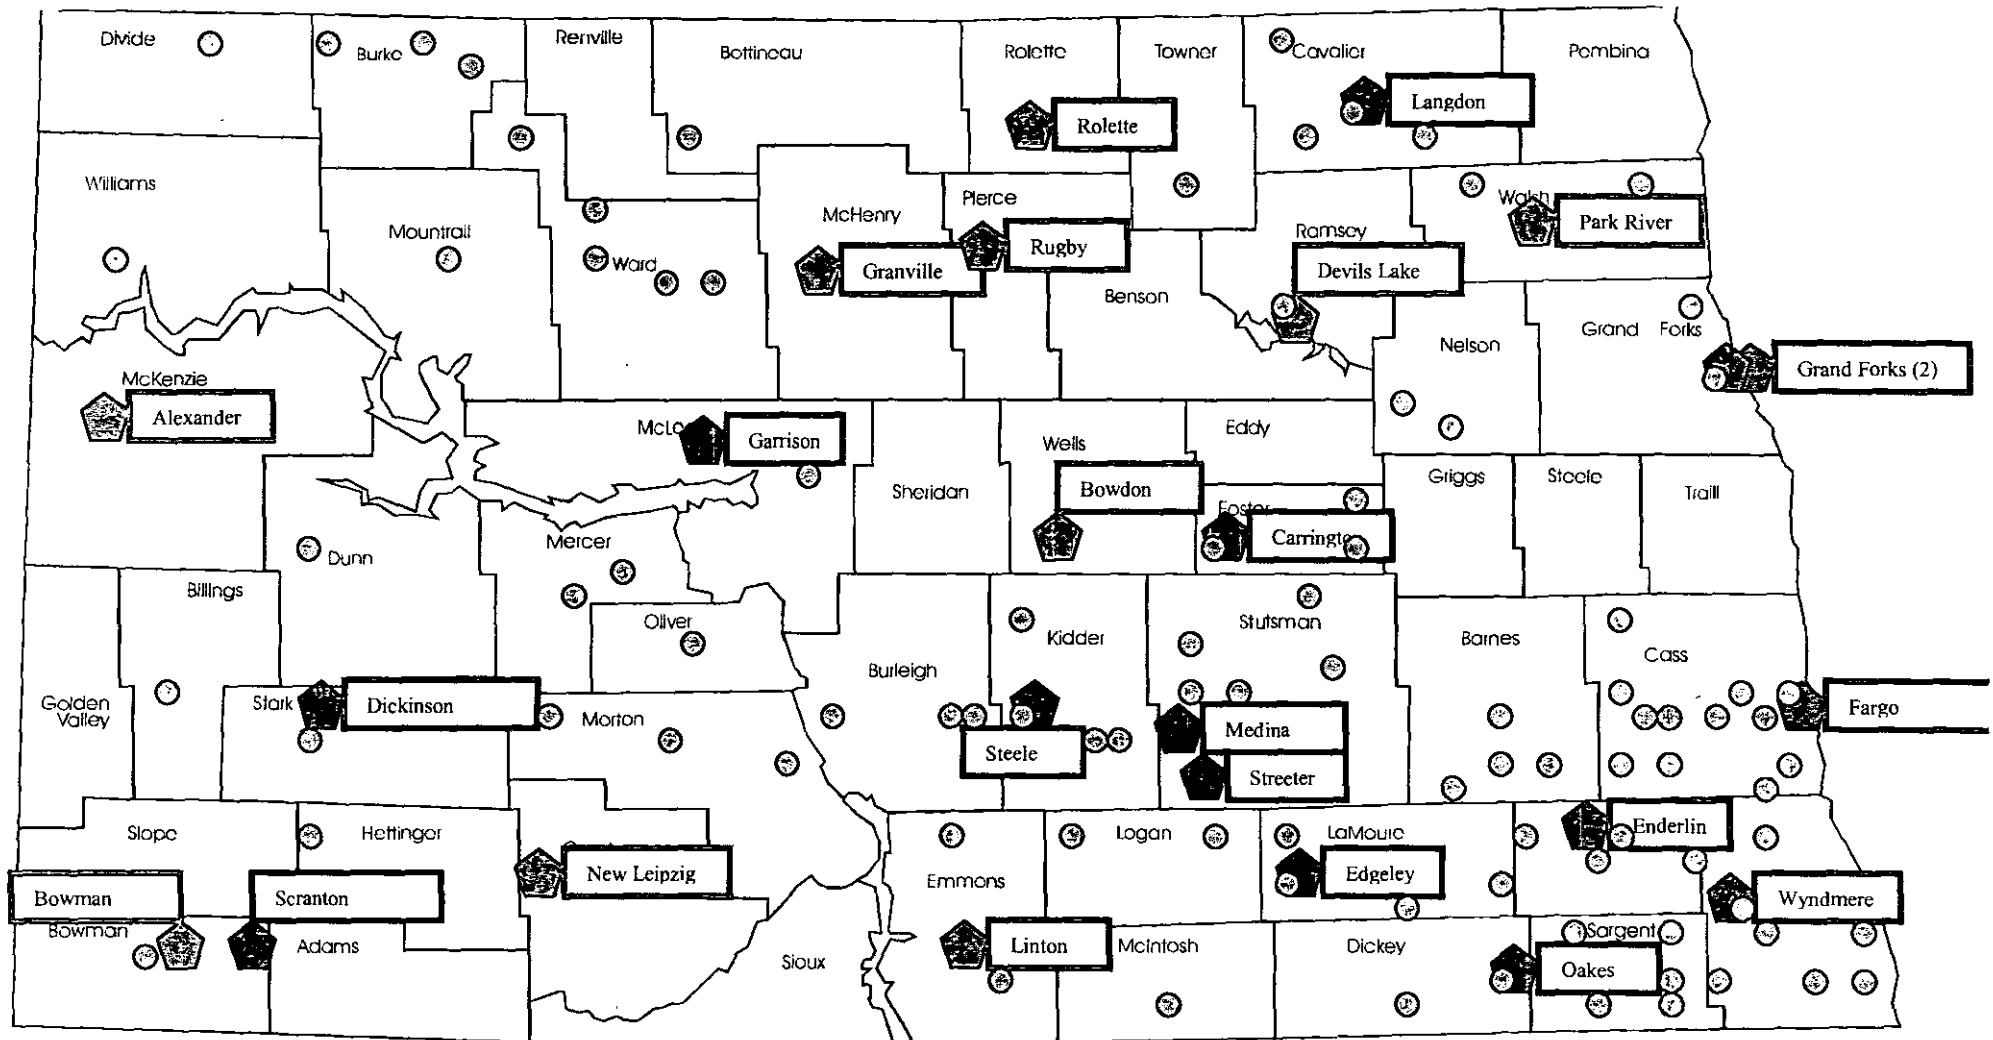 Divide
Burke
Renville
Bottineau
Rolette
Towner
Cavalier
Pembina
Langdon
Rolette
Williams
Mountrail
Ward
McHenry
Pierce
Ramsey
Walsh
Park River
Granville
Rugby
Devils Lake
Benson
Nelson
Grand Forks
Grand Forks (2)
McKenzie
Alexander
Garrison
Wells
Eddy
Bowdon
Sheridan
Griggs
Steele
Traill
Foster
Carringto
Dunn
Mercer
Billings
Oliver
Burleigh
Kidder
Stutsman
Barnes
Cass
Golden
Valley
Stark
Dickinson
Morton
Steele
Medina
Streeter
Fargo
Slope
Hettinger
Logan
LaMoure
Enderlin
New Leipzig
Emmons
Edgeley
Wyndmere
Bowman
Scranton
Bowman
Adams
Sioux
Linton
McIntosh
Dickey
Sargent
Oakes